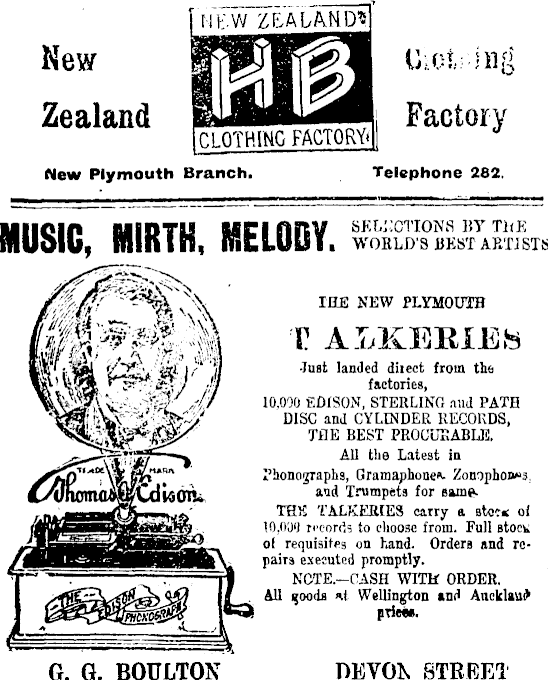 NEW ZEALAND
HB
CLOTHING FACTORY
New
Zealand
Clothing
Factory
New Plymouth Branch.
Telephone 282.
MUSIC, MIRTH, MELODY.
SELECTIONS BY THE
WORLD'S BEST ARTISTS
TRADE MARK
Thomas A Edison
THE EDISON PHONOGRAPH
THE NEW PLYMOUTH
TALKERIES
Just landed direct from the
factories,
10,000 EDISON, STERLING and PATH
DISC and CYLINDER RECORDS,
THE BEST PROCURABLE.
All the Latest in
Phonographs, Gramaphones, Zonophones,
and Trumpets for same.
THE TALKERIES carry a stock of
10,000 records to choose from. Full stock
of requisites on hand. Orders and re-
pairs executed promptly.
NOTE.—CASH WITH ORDER.
All goods at Wellington and Auckland
prices.
G. G. BOULTON
DEVON STREET